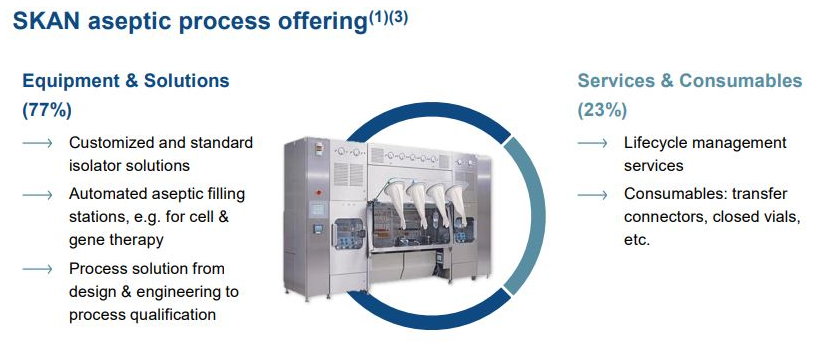 SKAN aseptic process offering(1)(3)
Equipment & Solutions
(77%)
Customized and standard
isolator solutions
Automated aseptic filling
stations, e.g. for cell &
gene therapy
Process solution from
design & engineering to
process qualification
Services & Consumables
(23%)
Lifecycle management
services
Consumables: transfer
connectors, closed vials,
etc.